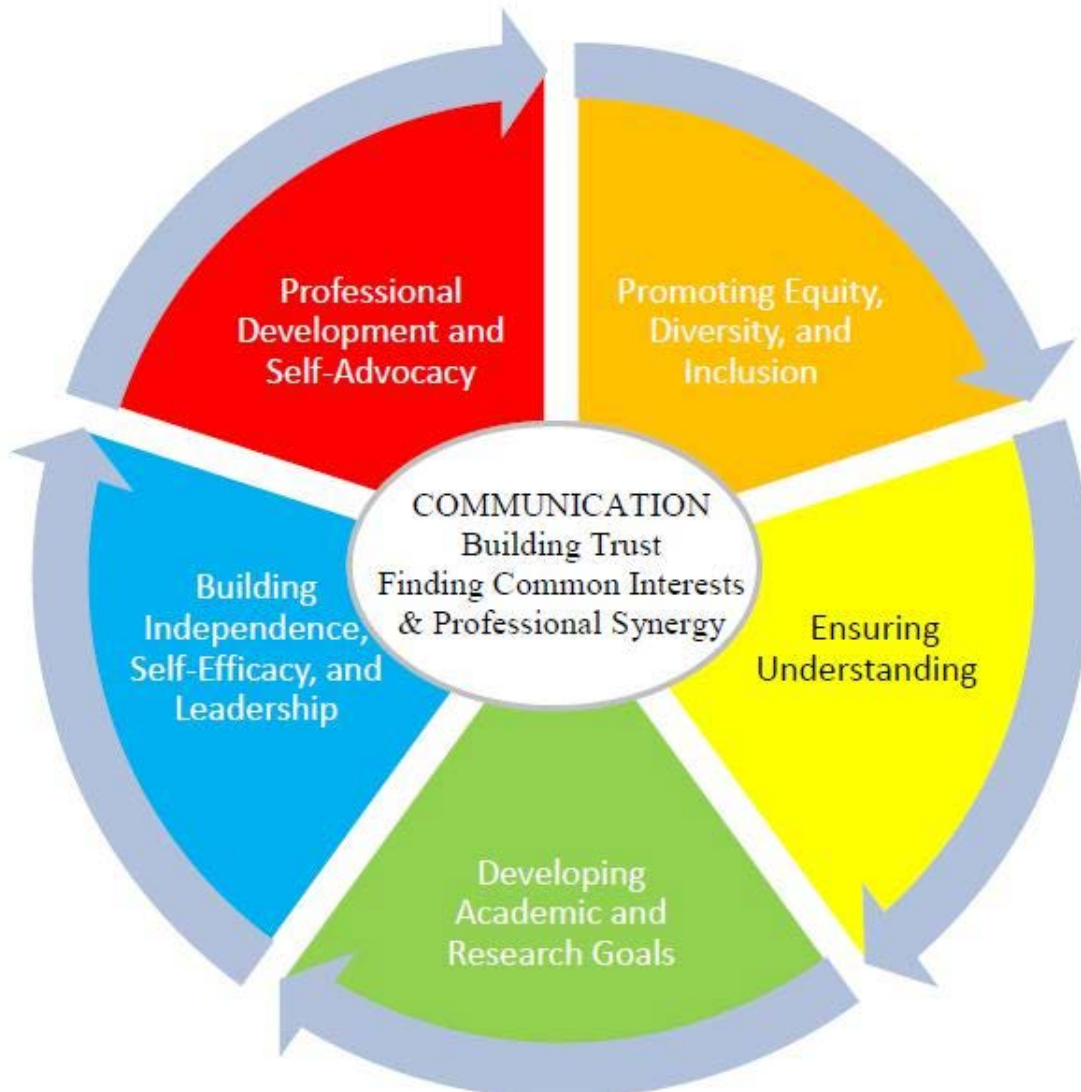 Professional
Development and
Self-Advocacy
Promoting Equity,
Diversity, and
Inclusion
COMMUNICATION
Building Trust
Finding Common Interests
& Professional Synergy
Building
Independence,
Self-Efficacy, and
Leadership
Ensuring
Understanding
Developing
Academic and
Research Goals